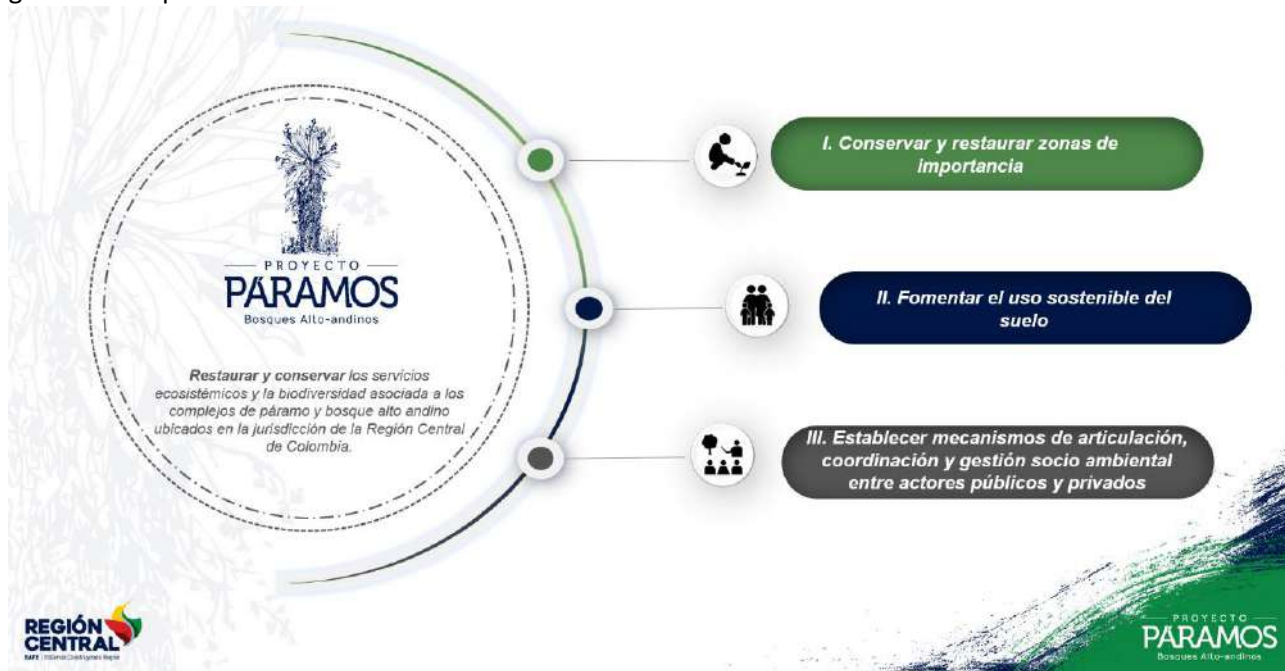 PROYECTO
PÁRAMOS
Bosques Alto-andinos
Restaurar y conservar los servicios
ecosistémicos y la biodiversidad asociada a los
complejos de páramo y bosque alto andino
ubicados en la jurisdicción de la Región Central
de Colombia.
I. Conservar y restaurar zonas de
importancia
II. Fomentar el uso sostenible del
suelo
III. Establecer mecanismos de articulación,
coordinación y gestión socio ambiental
entre actores públicos y privados
REGIÓN
CENTRAL
PROYECTO
PÁRAMOS
Bosques Alto-andinos